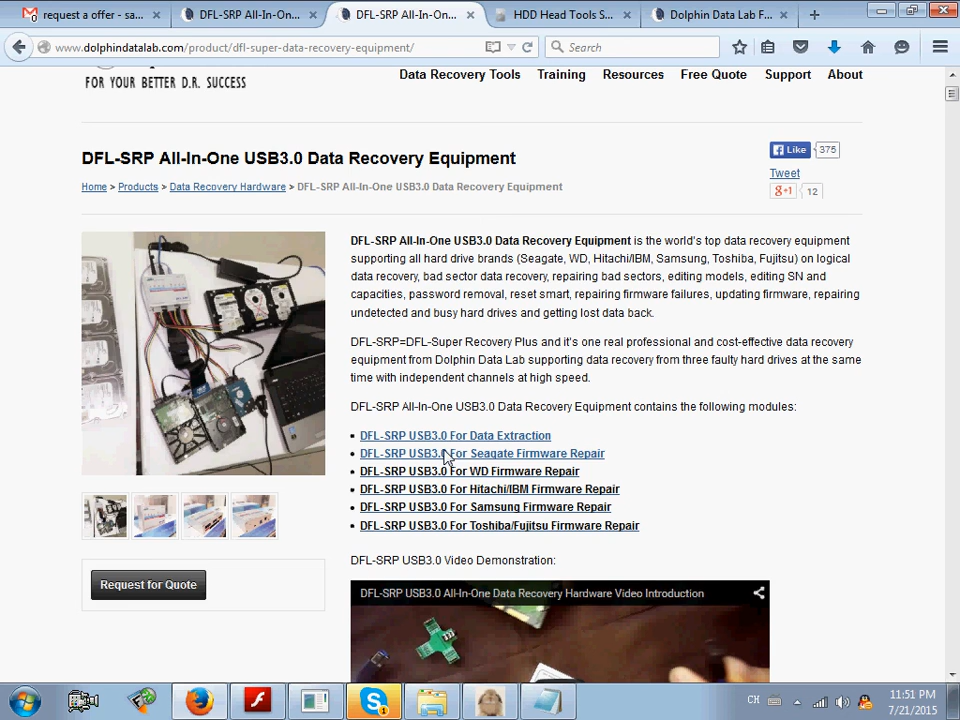 request a offer - sa...
DFL-SRP All-In-On...
DFL-SRP All-In-On...
HDD Head Tools S...
Dolphin Data Lab F...
www.dolphindatalab.com/product/dfl-super-data-recovery-equipment/
Search
FOR YOUR BETTER D.R. SUCCESS
Data Recovery Tools Training Resources Free Quote Support About
DFL-SRP All-In-One USB3.0 Data Recovery Equipment
Like 375
Tweet
g+1 12
Home > Products > Data Recovery Hardware > DFL-SRP All-In-One USB3.0 Data Recovery Equipment
DFL-SRP All-In-One USB3.0 Data Recovery Equipment is the world's top data recovery equipment
supporting all hard drive brands (Seagate, WD, Hitachi/IBM, Samsung, Toshiba, Fujitsu) on logical
data recovery, bad sector data recovery, repairing bad sectors, editing models, editing SN and
capacities, password removal, reset smart, repairing firmware failures, updating firmware, repairing
undetected and busy hard drives and getting lost data back.
DFL-SRP=DFL-Super Recovery Plus and it's one real professional and cost-effective data recovery
equipment from Dolphin Data Lab supporting data recovery from three faulty hard drives at the same
time with independent channels at high speed.
DFL-SRP All-In-One USB3.0 Data Recovery Equipment contains the following modules:
DFL-SRP USB3.0 For Data Extraction
DFL-SRP USB3.0 For Seagate Firmware Repair
DFL-SRP USB3.0 For WD Firmware Repair
DFL-SRP USB3.0 For Hitachi/IBM Firmware Repair
DFL-SRP USB3.0 For Samsung Firmware Repair
DFL-SRP USB3.0 For Toshiba/Fujitsu Firmware Repair
Request for Quote
DFL-SRP USB3.0 Video Demonstration:
DFL-SRP USB3.0 All-In-One Data Recovery Hardware Video Introduction
CH
11:51 PM
7/21/2015